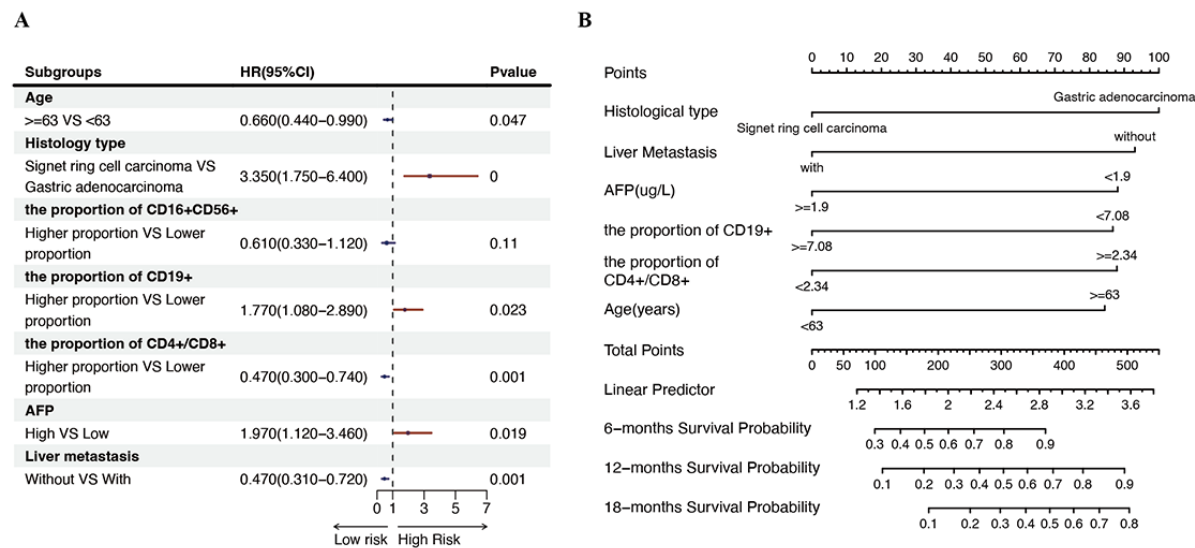 A
Subgroups HR(95%CI) Pvalue
Age
>=63 VS <63 0.660(0.440−0.990) 0.047
Histology type
Signet ring cell carcinoma VS
Gastric adenocarcinoma 3.350(1.750−6.400) 0
the proportion of CD16+CD56+
Higher proportion VS Lower
proportion 0.610(0.330−1.120) 0.11
the proportion of CD19+
Higher proportion VS Lower
proportion 1.770(1.080−2.890) 0.023
the proportion of CD4+/CD8+
Higher proportion VS Lower
proportion 0.470(0.300−0.740) 0.001
AFP
High VS Low 1.970(1.120−3.460) 0.019
Liver metastasis
Without VS With 0.470(0.310−0.720) 0.001
0 1 3 5 7
Low risk High Risk
B
0 10 20 30 40 50 60 70 80 90 100
Points
Gastric adenocarcinoma
Histological type
Signet ring cell carcinoma
without
Liver Metastasis
with
<1.9
AFP(ug/L)
>=1.9
<7.08
the proportion of CD19+
>=7.08
>=2.34
the proportion of
CD4+/CD8+
<2.34
>=63
Age(years)
<63
Total Points
0 50 100 200 300 400 500
Linear Predictor
1.2 1.6 2 2.4 2.8 3.2 3.6
6−months Survival Probability
0.3 0.4 0.5 0.6 0.7 0.8 0.9
12−months Survival Probability
0.1 0.2 0.3 0.4 0.5 0.6 0.7 0.8 0.9
18−months Survival Probability
0.1 0.2 0.3 0.4 0.5 0.6 0.7 0.8